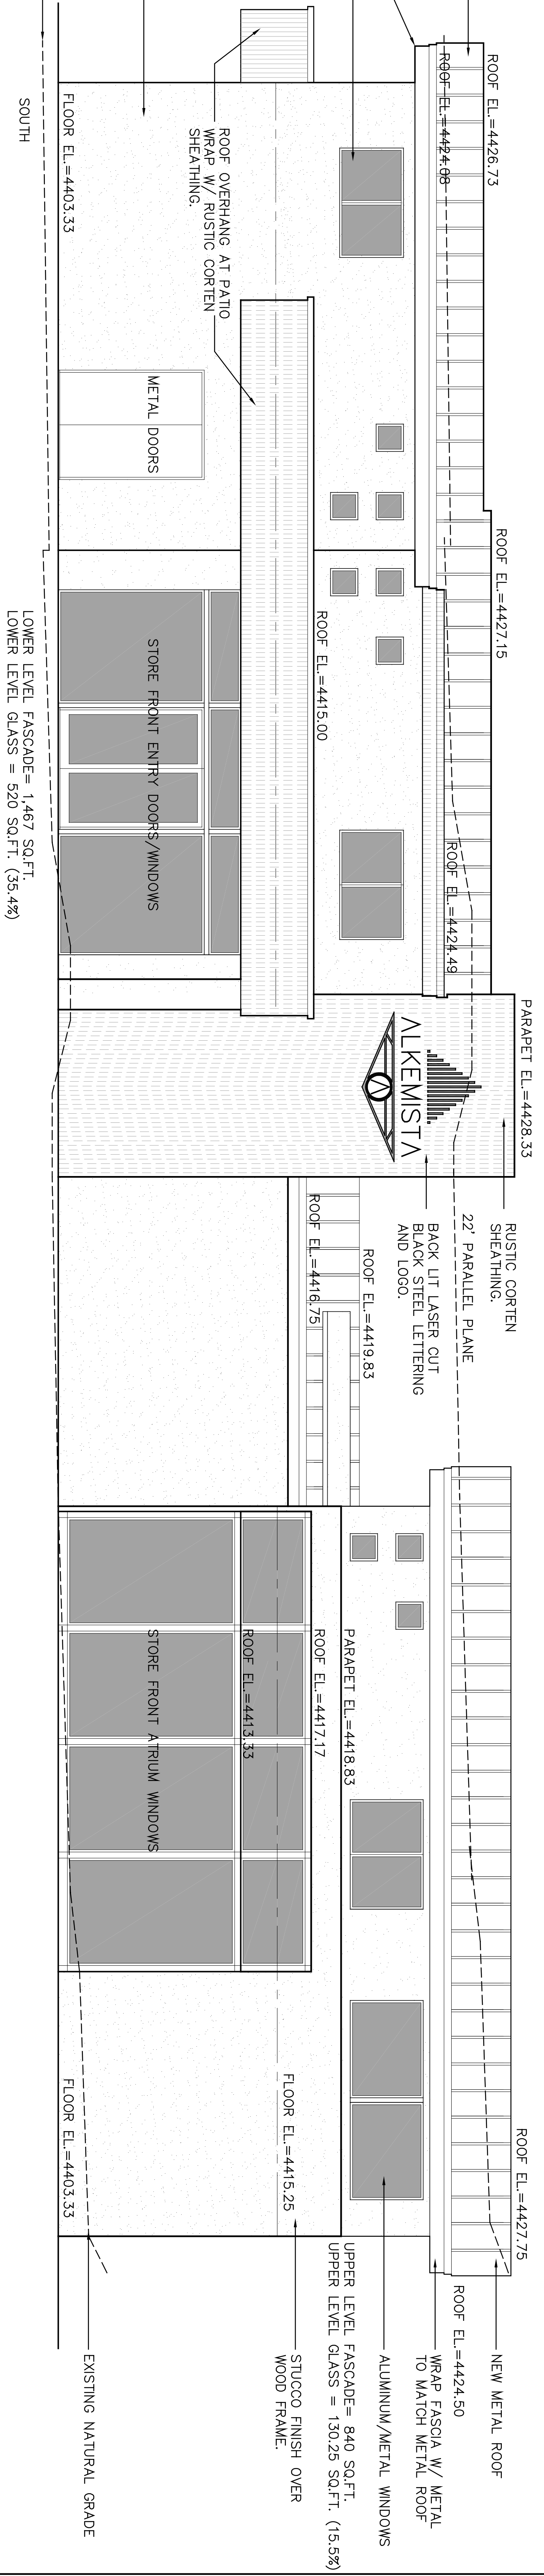 ROOF EL.=4426.73
ROOF EL.=4424.08
FLOOR EL.=4403.33
SOUTH
ROOF OVERHANG AT PATIO
WRAP W/ RUSTIC CORTEN
SHEATHING.
METAL DOORS
ROOF EL.=4427.15
ROOF EL.=4415.00
STORE FRONT ENTRY DOORS/WINDOWS
LOWER LEVEL FASCADE= 1,467 SQ.FT.
LOWER LEVEL GLASS = 520 SQ.FT. (35.4%)
ROOF EL.=4424.49
PARAPET EL.=4428.33
ALKEMISTA
RUSTIC CORTEN
SHEATHING.
22' PARALLEL PLANE
BACK LIT LASER CUT
BLACK STEEL LETTERING
AND LOGO.
ROOF EL.=4419.83
ROOF EL.=4416.75
PARAPET EL.=4418.83
ROOF EL.=4417.17
ROOF EL.=4413.33
STORE FRONT ATRIUM WINDOWS
ROOF EL.=4427.75
FLOOR EL.=4415.25
FLOOR EL.=4403.33
NEW METAL ROOF
ROOF EL.=4424.50
WRAP FASCIA W/ METAL
TO MATCH METAL ROOF
ALUMINUM/METAL WINDOWS
UPPER LEVEL FASCADE= 840 SQ.FT.
UPPER LEVEL GLASS = 130.25 SQ.FT. (15.5%)
STUCCO FINISH OVER
WOOD FRAME.
EXISTING NATURAL GRADE